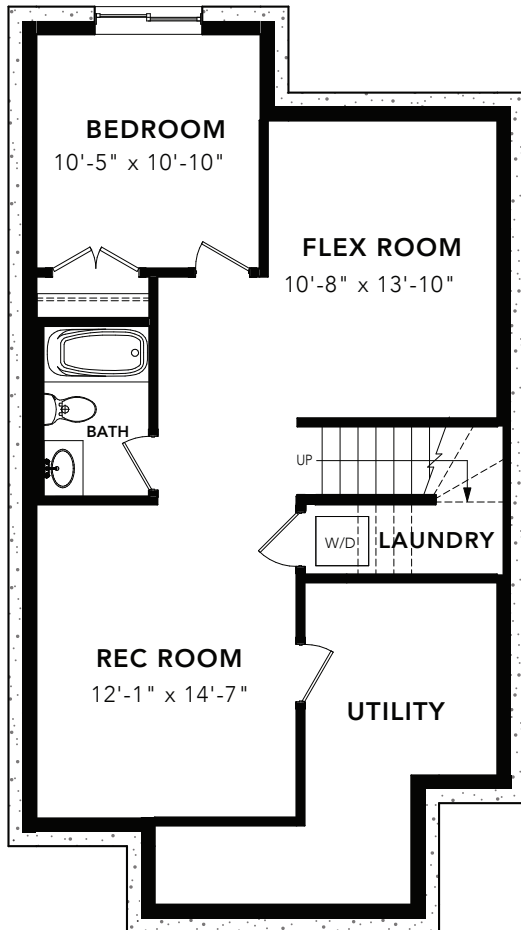 BEDROOM
10'-5" x 10'-10"
FLEX ROOM
10'-8" x 13'-10"
BATH
UP
W/D
LAUNDRY
REC ROOM
12'-1" x 14'-7"
UTILITY